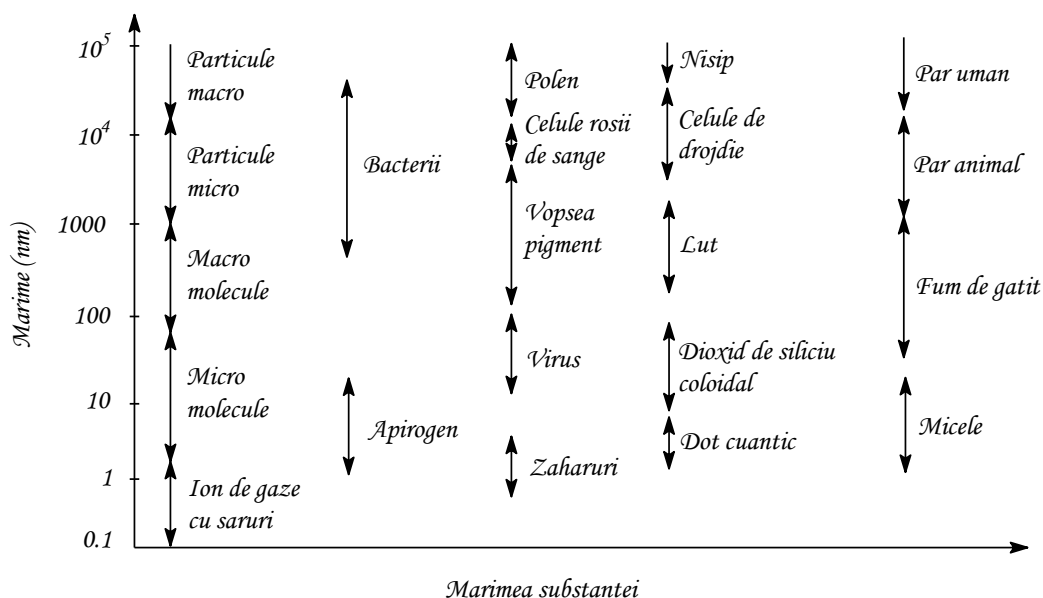 Marime (nm)
10^5
10^4
1000
100
10
1
0.1
Particule
macro
Particule
micro
Macro
molecule
Micro
molecule
Ion de gaze
cu saruri
Bacterii
Apirogen
Polen
Celule rosii
de sange
Vopsea
pigment
Virus
Zaharuri
Nisip
Celule de
drojdie
Lut
Dioxid de siliciu
coloidal
Dot cuantic
Par uman
Par animal
Fum de gatit
Micele
Marimea substantei